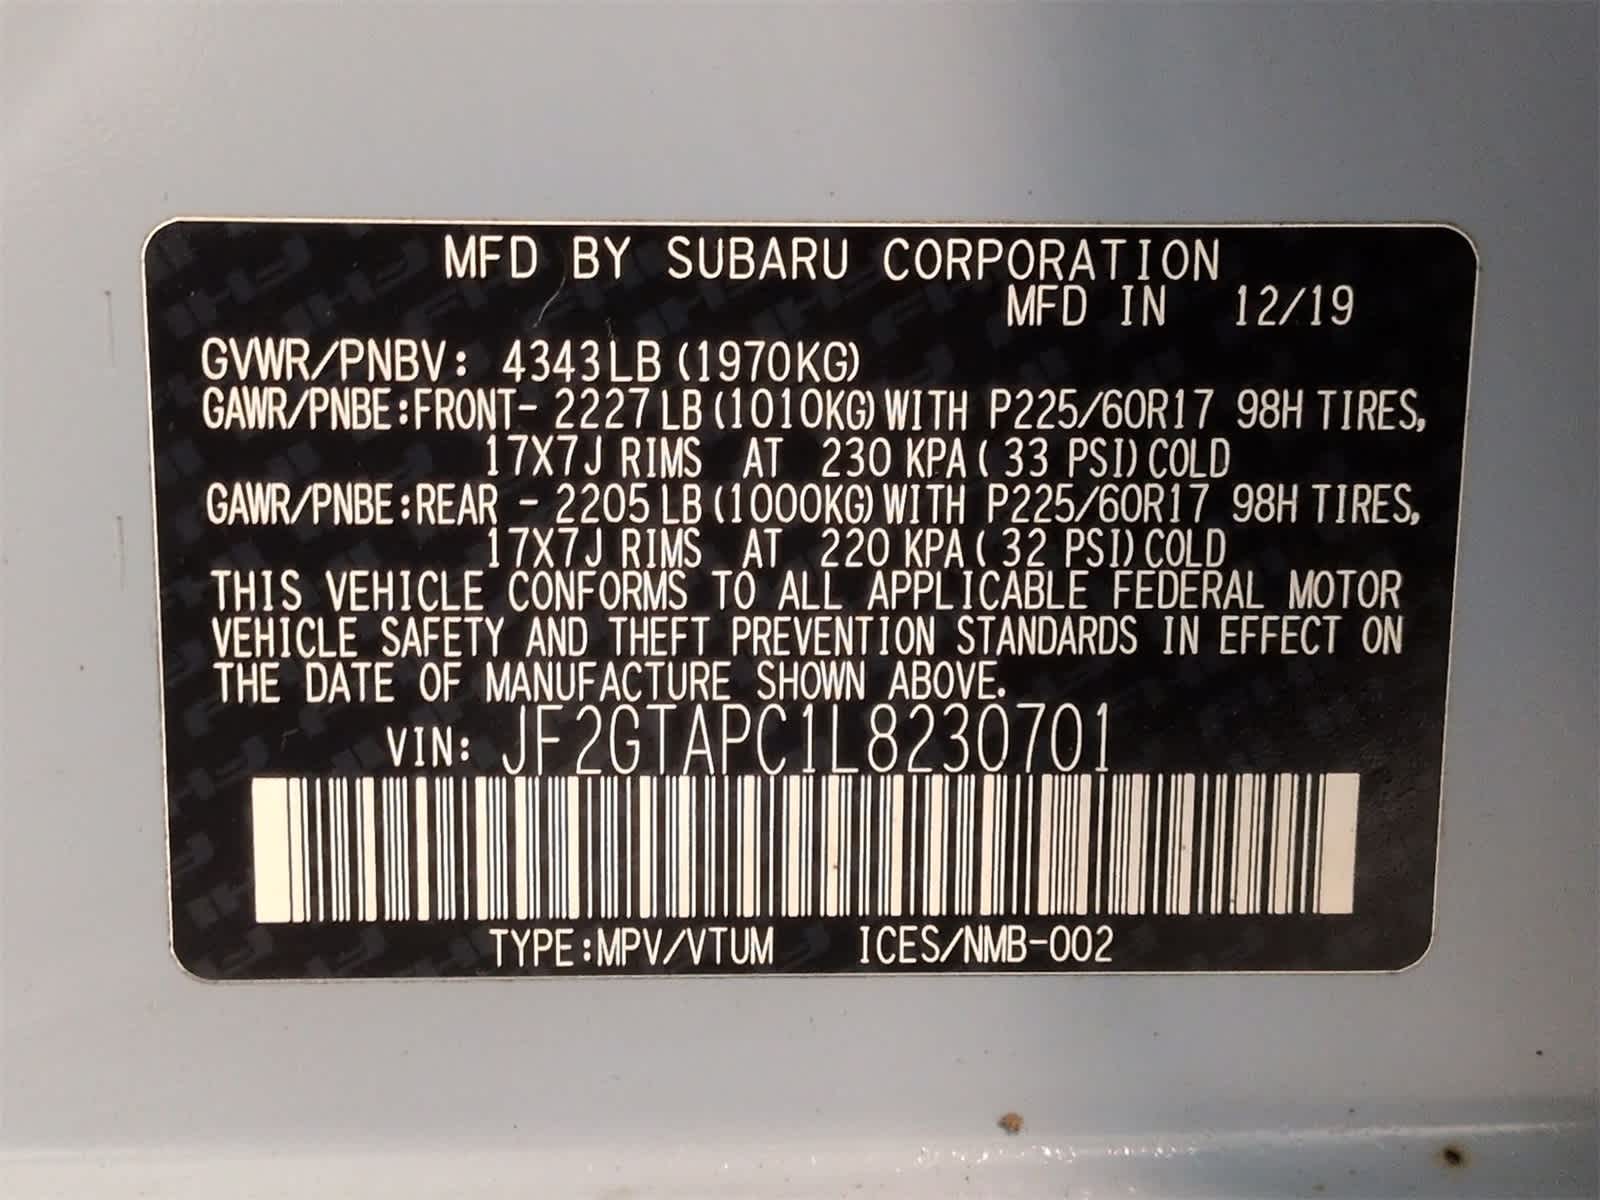 MFD BY SUBARU CORPORATION
MFD IN 12/19
GVWR/PNBV: 4343LB (1970KG)
GAWR/PNBE:FRONT- 2227LB (1010KG) WITH P225/60R17 98H TIRES,
17X7J RIMS AT 230 KPA ( 33 PSI) COLD
GAWR/PNBE:REAR - 2205LB (1000KG) WITH P225/60R17 98H TIRES,
17X7J RIMS AT 220 KPA ( 32 PSI) COLD
THIS VEHICLE CONFORMS TO ALL APPLICABLE FEDERAL MOTOR
VEHICLE SAFETY AND THEFT PREVENTION STANDARDS IN EFFECT ON
THE DATE OF MANUFACTURE SHOWN ABOVE.
VIN: JF2GTAPC1L8230701
TYPE:MPV/VTUM ICES/NMB-002